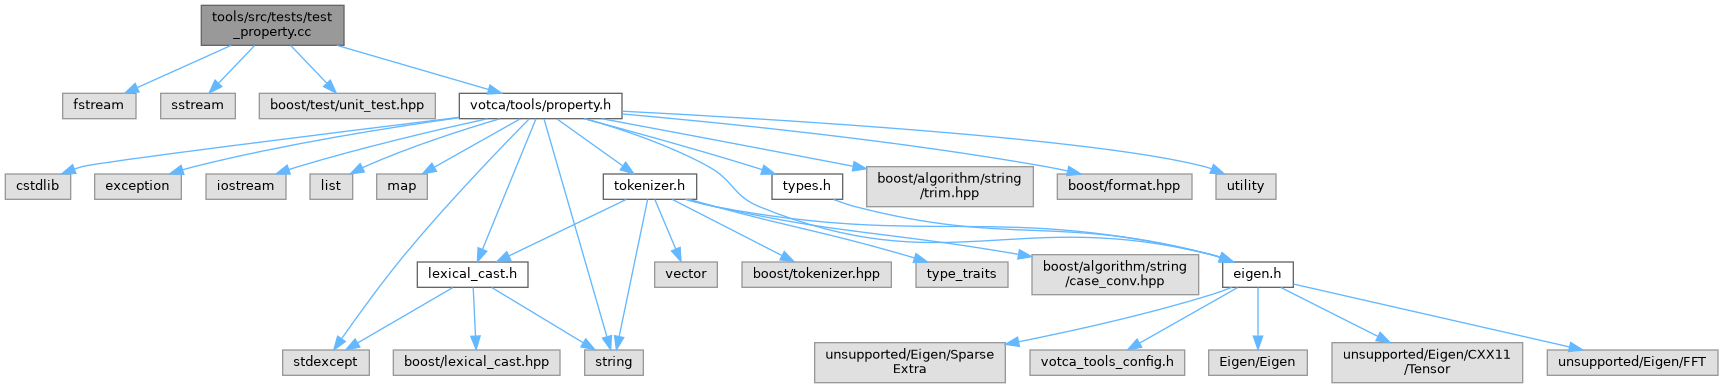 tools/src/tests/test
_property.cc
fstream
sstream
boost/test/unit_test.hpp
votca/tools/property.h
cstdlib
exception
iostream
list
map
tokenizer.h
types.h
boost/algorithm/string
/trim.hpp
boost/format.hpp
utility
lexical_cast.h
vector
boost/tokenizer.hpp
type_traits
boost/algorithm/string
/case_conv.hpp
eigen.h
stdexcept
boost/lexical_cast.hpp
string
unsupported/Eigen/Sparse
Extra
votca_tools_config.h
Eigen/Eigen
unsupported/Eigen/CXX11
/Tensor
unsupported/Eigen/FFT